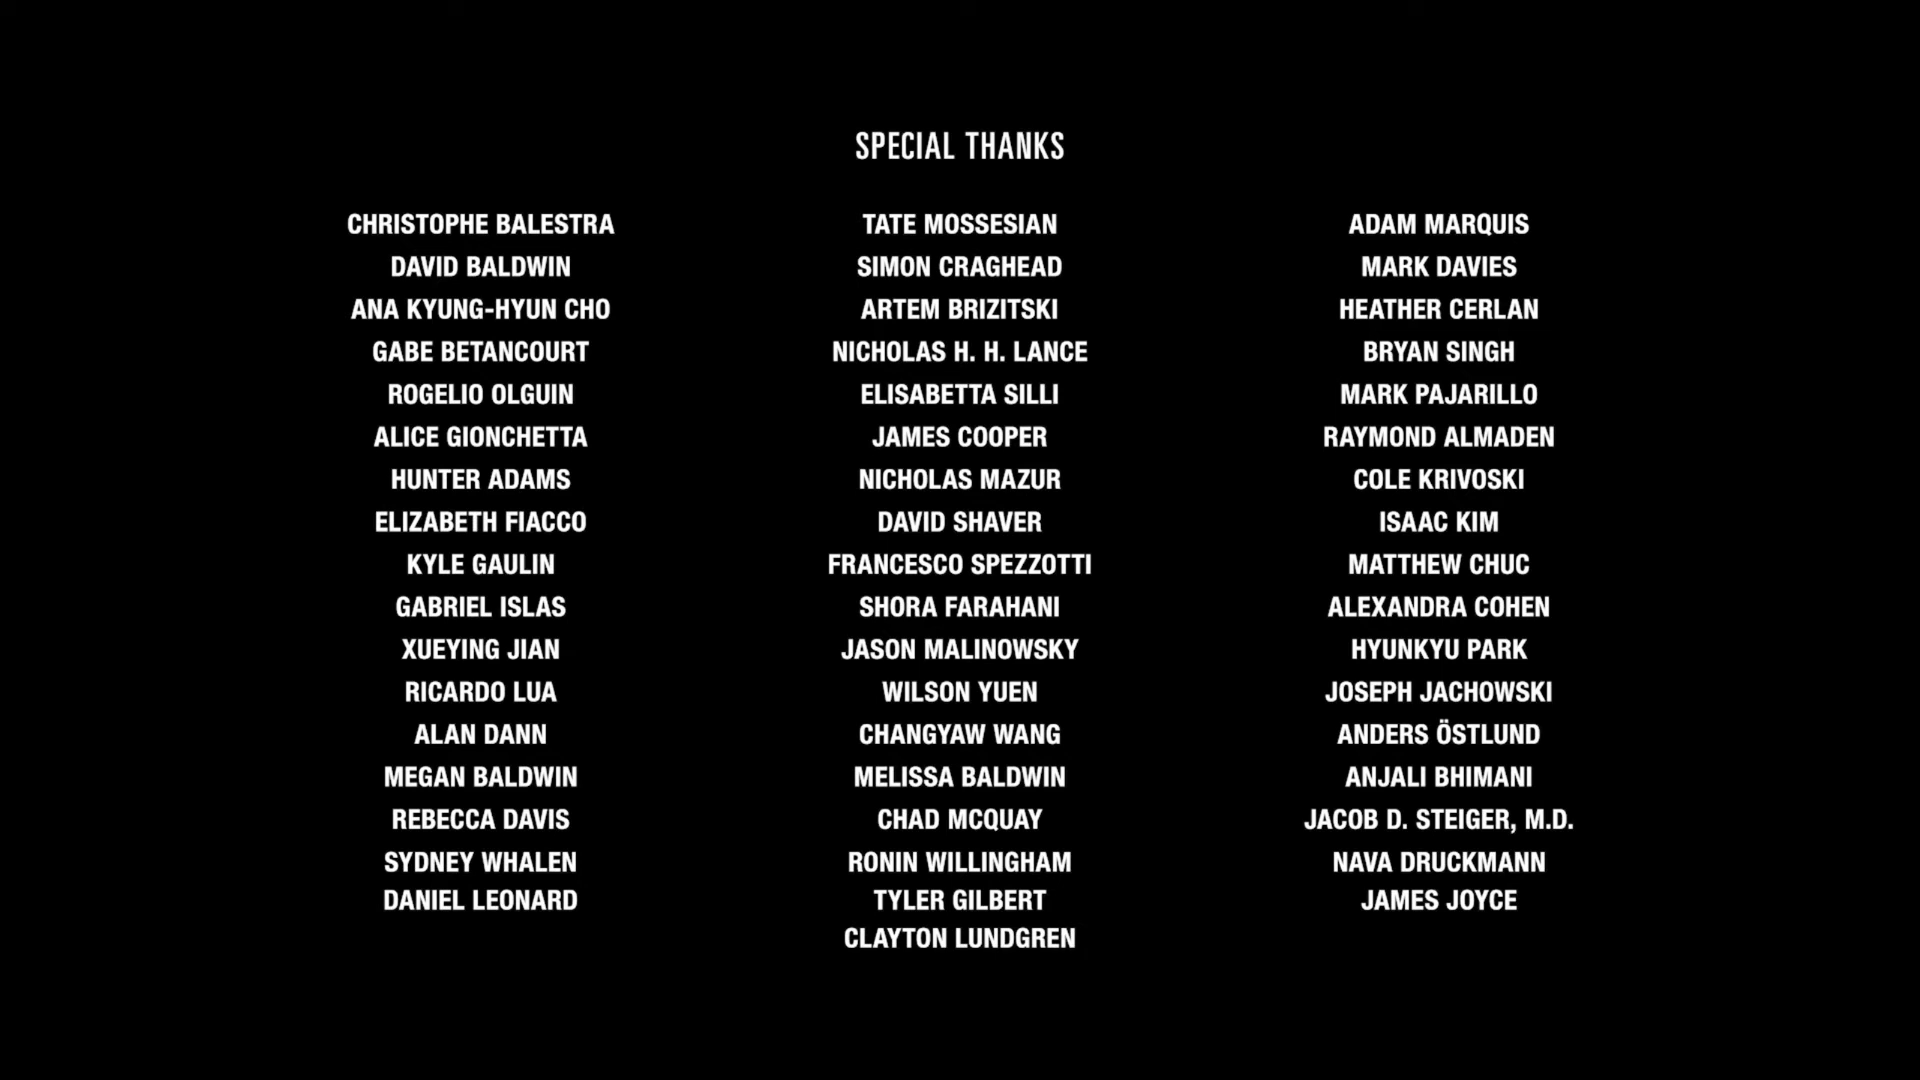 SPECIAL THANKS
CHRISTOPHE BALESTRA
DAVID BALDWIN
ANA KYUNG-HYUN CHO
GABE BETANCOURT
ROGELIO OLGUIN
ALICE GIONCHETTA
HUNTER ADAMS
ELIZABETH FIACCO
KYLE GAULIN
GABRIEL ISLAS
XUEYING JIAN
RICARDO LUA
ALAN DANN
MEGAN BALDWIN
REBECCA DAVIS
SYDNEY WHALEN
DANIEL LEONARD
TATE MOSSESIAN
SIMON CRAGHEAD
ARTEM BRIZITSKI
NICHOLAS H. H. LANCE
ELISABETTA SILLI
JAMES COOPER
NICHOLAS MAZUR
DAVID SHAVER
FRANCESCO SPEZZOTTI
SHORA FARAHANI
JASON MALINOWSKY
WILSON YUEN
CHANGYAW WANG
MELISSA BALDWIN
CHAD MCQUAY
RONIN WILLINGHAM
TYLER GILBERT
CLAYTON LUNDGREN
ADAM MARQUIS
MARK DAVIES
HEATHER CERLAN
BRYAN SINGH
MARK PAJARILLO
RAYMOND ALMADEN
COLE KRIVOSKI
ISAAC KIM
MATTHEW CHUC
ALEXANDRA COHEN
HYUNKYU PARK
JOSEPH JACHOWSKI
ANDERS ÖSTLUND
ANJALI BHIMANI
JACOB D. STEIGER, M.D.
NAVA DRUCKMANN
JAMES JOYCE